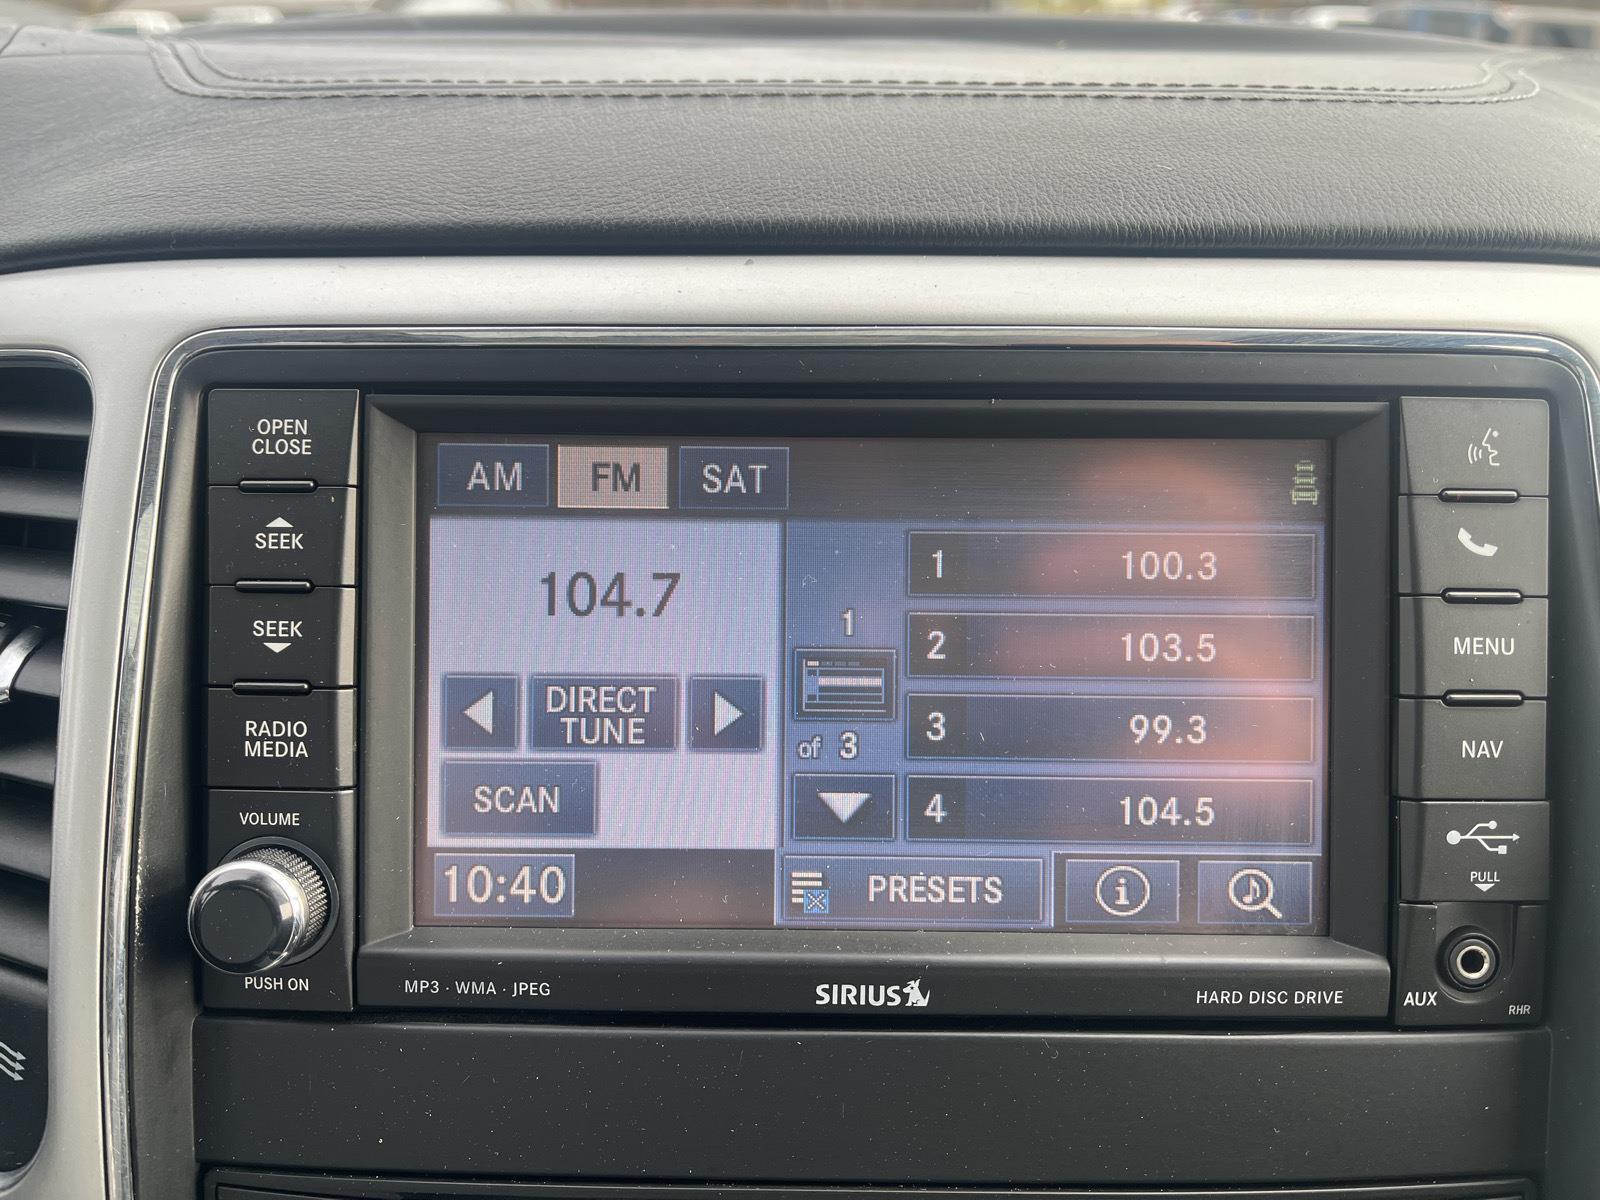 OPEN
CLOSE
SEEK
SEEK
RADIO
MEDIA
VOLUME
PUSH ON
AM FM SAT
104.7
DIRECT
TUNE
SCAN
10:40
1
of 3
1 100.3
2 103.5
3 99.3
4 104.5
PRESETS
i
MENU
NAV
PULL
AUX
RHR
MP3 · WMA · JPEG
SIRIUS
HARD DISC DRIVE